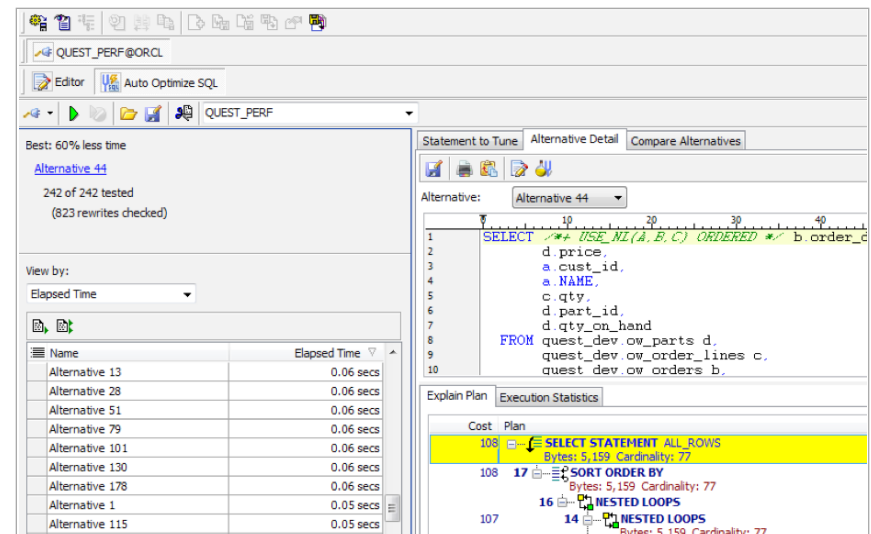 QUEST_PERF@ORCL
Editor
Auto Optimize SQL
QUEST_PERF
Best: 60% less time
Alternative 44
242 of 242 tested
(823 rewrites checked)
View by:
Elapsed Time
Name Elapsed Time
Alternative 13 0.06 secs
Alternative 28 0.06 secs
Alternative 51 0.06 secs
Alternative 79 0.06 secs
Alternative 101 0.06 secs
Alternative 130 0.06 secs
Alternative 178 0.06 secs
Alternative 1 0.05 secs
Alternative 115 0.05 secs
Statement to Tune Alternative Detail Compare Alternatives
Alternative: Alternative 44
10 20 30 40
1 SELECT /*+ USE_NL(A,B,C) ORDERED */ b.order_d
2 d.price,
3 a.cust_id,
4 a.NAME,
5 c.qty,
6 d.part_id,
7 d.qty_on_hand
8 FROM quest_dev.ow_parts d,
9 quest_dev.ow_order_lines c,
10 quest_dev.ow_orders b,
Explain Plan Execution Statistics
Cost Plan
108 SELECT STATEMENT ALL_ROWS
Bytes: 5,159 Cardinality: 77
108 17 SORT ORDER BY
Bytes: 5,159 Cardinality: 77
16 NESTED LOOPS
107 14 NESTED LOOPS
Bytes: 5,159 Cardinality: 77